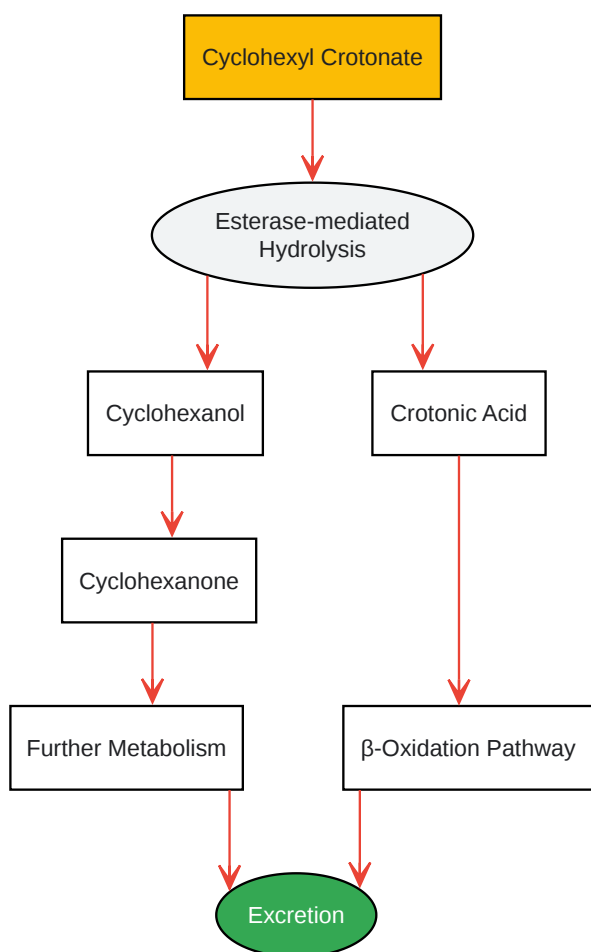 Cyclohexyl Crotonate
Esterase-mediated
Hydrolysis
Cyclohexanol
Crotonic Acid
Cyclohexanone
Further Metabolism
β-Oxidation Pathway
Excretion